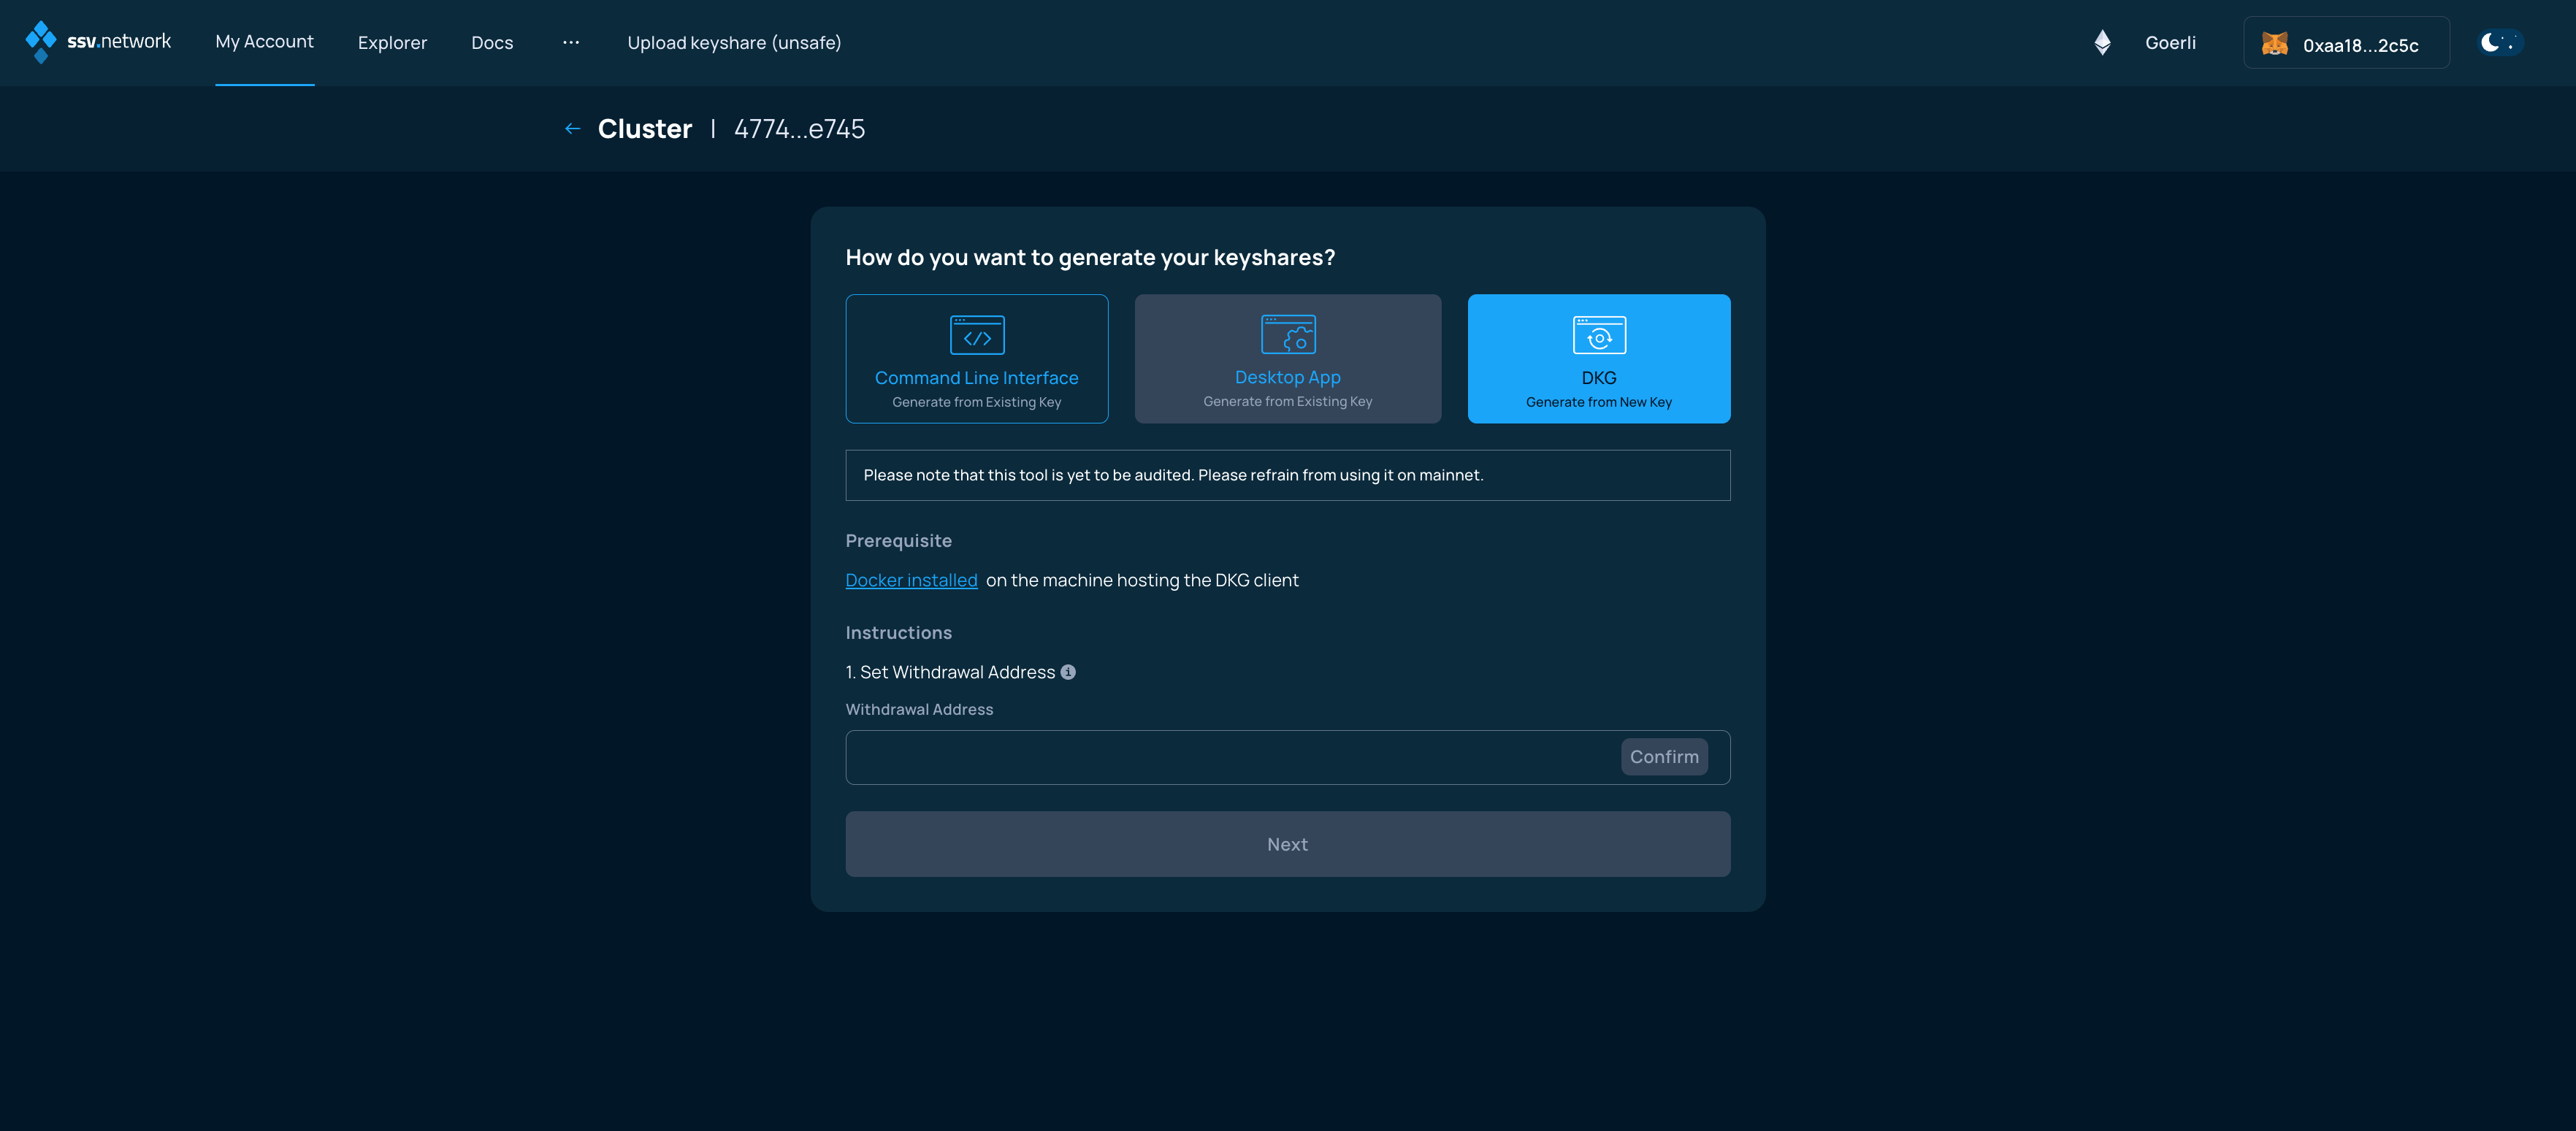 ssv.network
My Account
Explorer
Docs
...
Upload keyshare (unsafe)
Goerli
0xaa18...2c5c
Cluster | 4774...e745
How do you want to generate your keyshares?
Command Line Interface
Generate from Existing Key
Desktop App
Generate from Existing Key
DKG
Generate from New Key
Please note that this tool is yet to be audited. Please refrain from using it on mainnet.
Prerequisite
Docker installed on the machine hosting the DKG client
Instructions
1. Set Withdrawal Address
Withdrawal Address
Confirm
Next